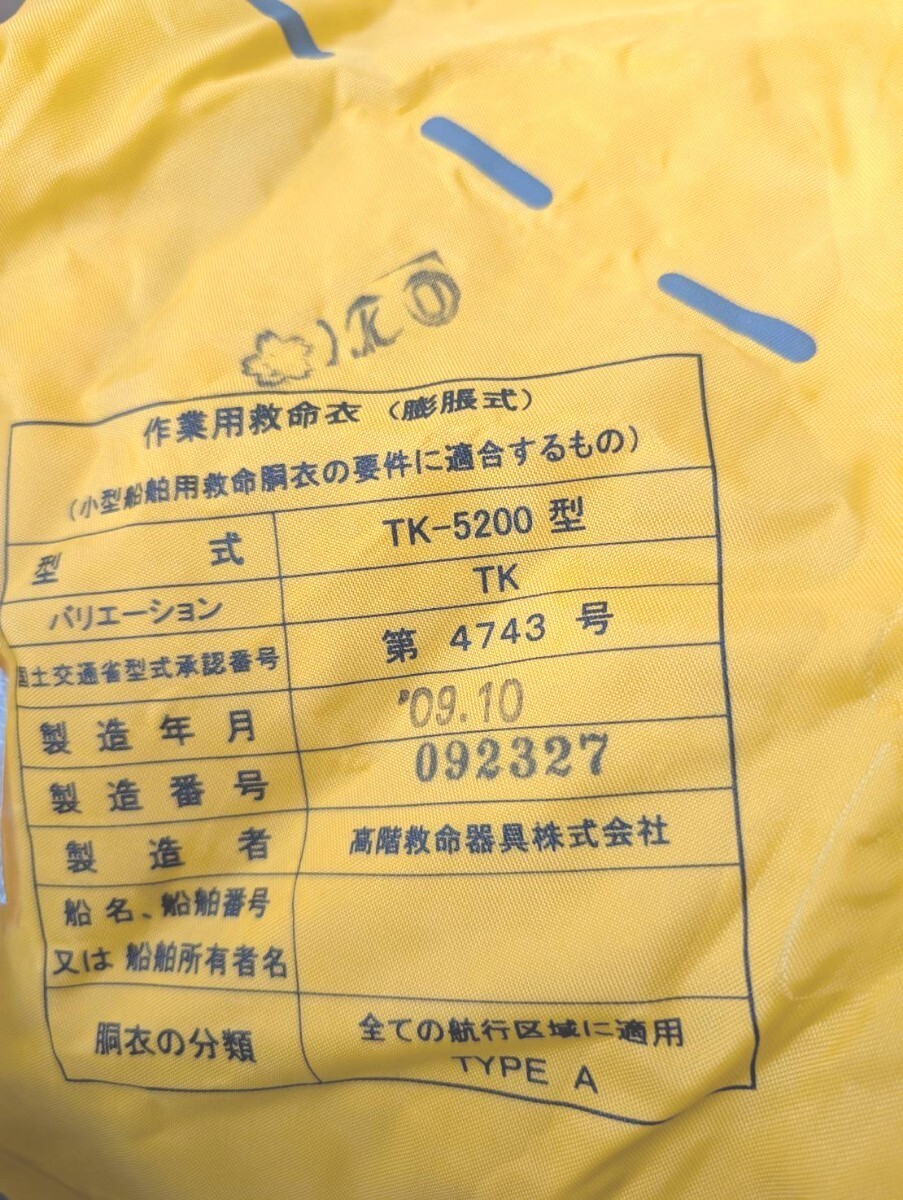 作業用救命衣（膨脹式）
（小型船舶用救命胴衣の要件に適合するもの）
型式 TK-5200 型
バリエーション TK
国土交通省型式承認番号 第 4743 号
製造年月 '09.10
製造番号 092327
製造者 高階救命器具株式会社
船名、船舶番号
又は 船舶所有者名
胴衣の分類 全ての航行区域に適用
TYPE A